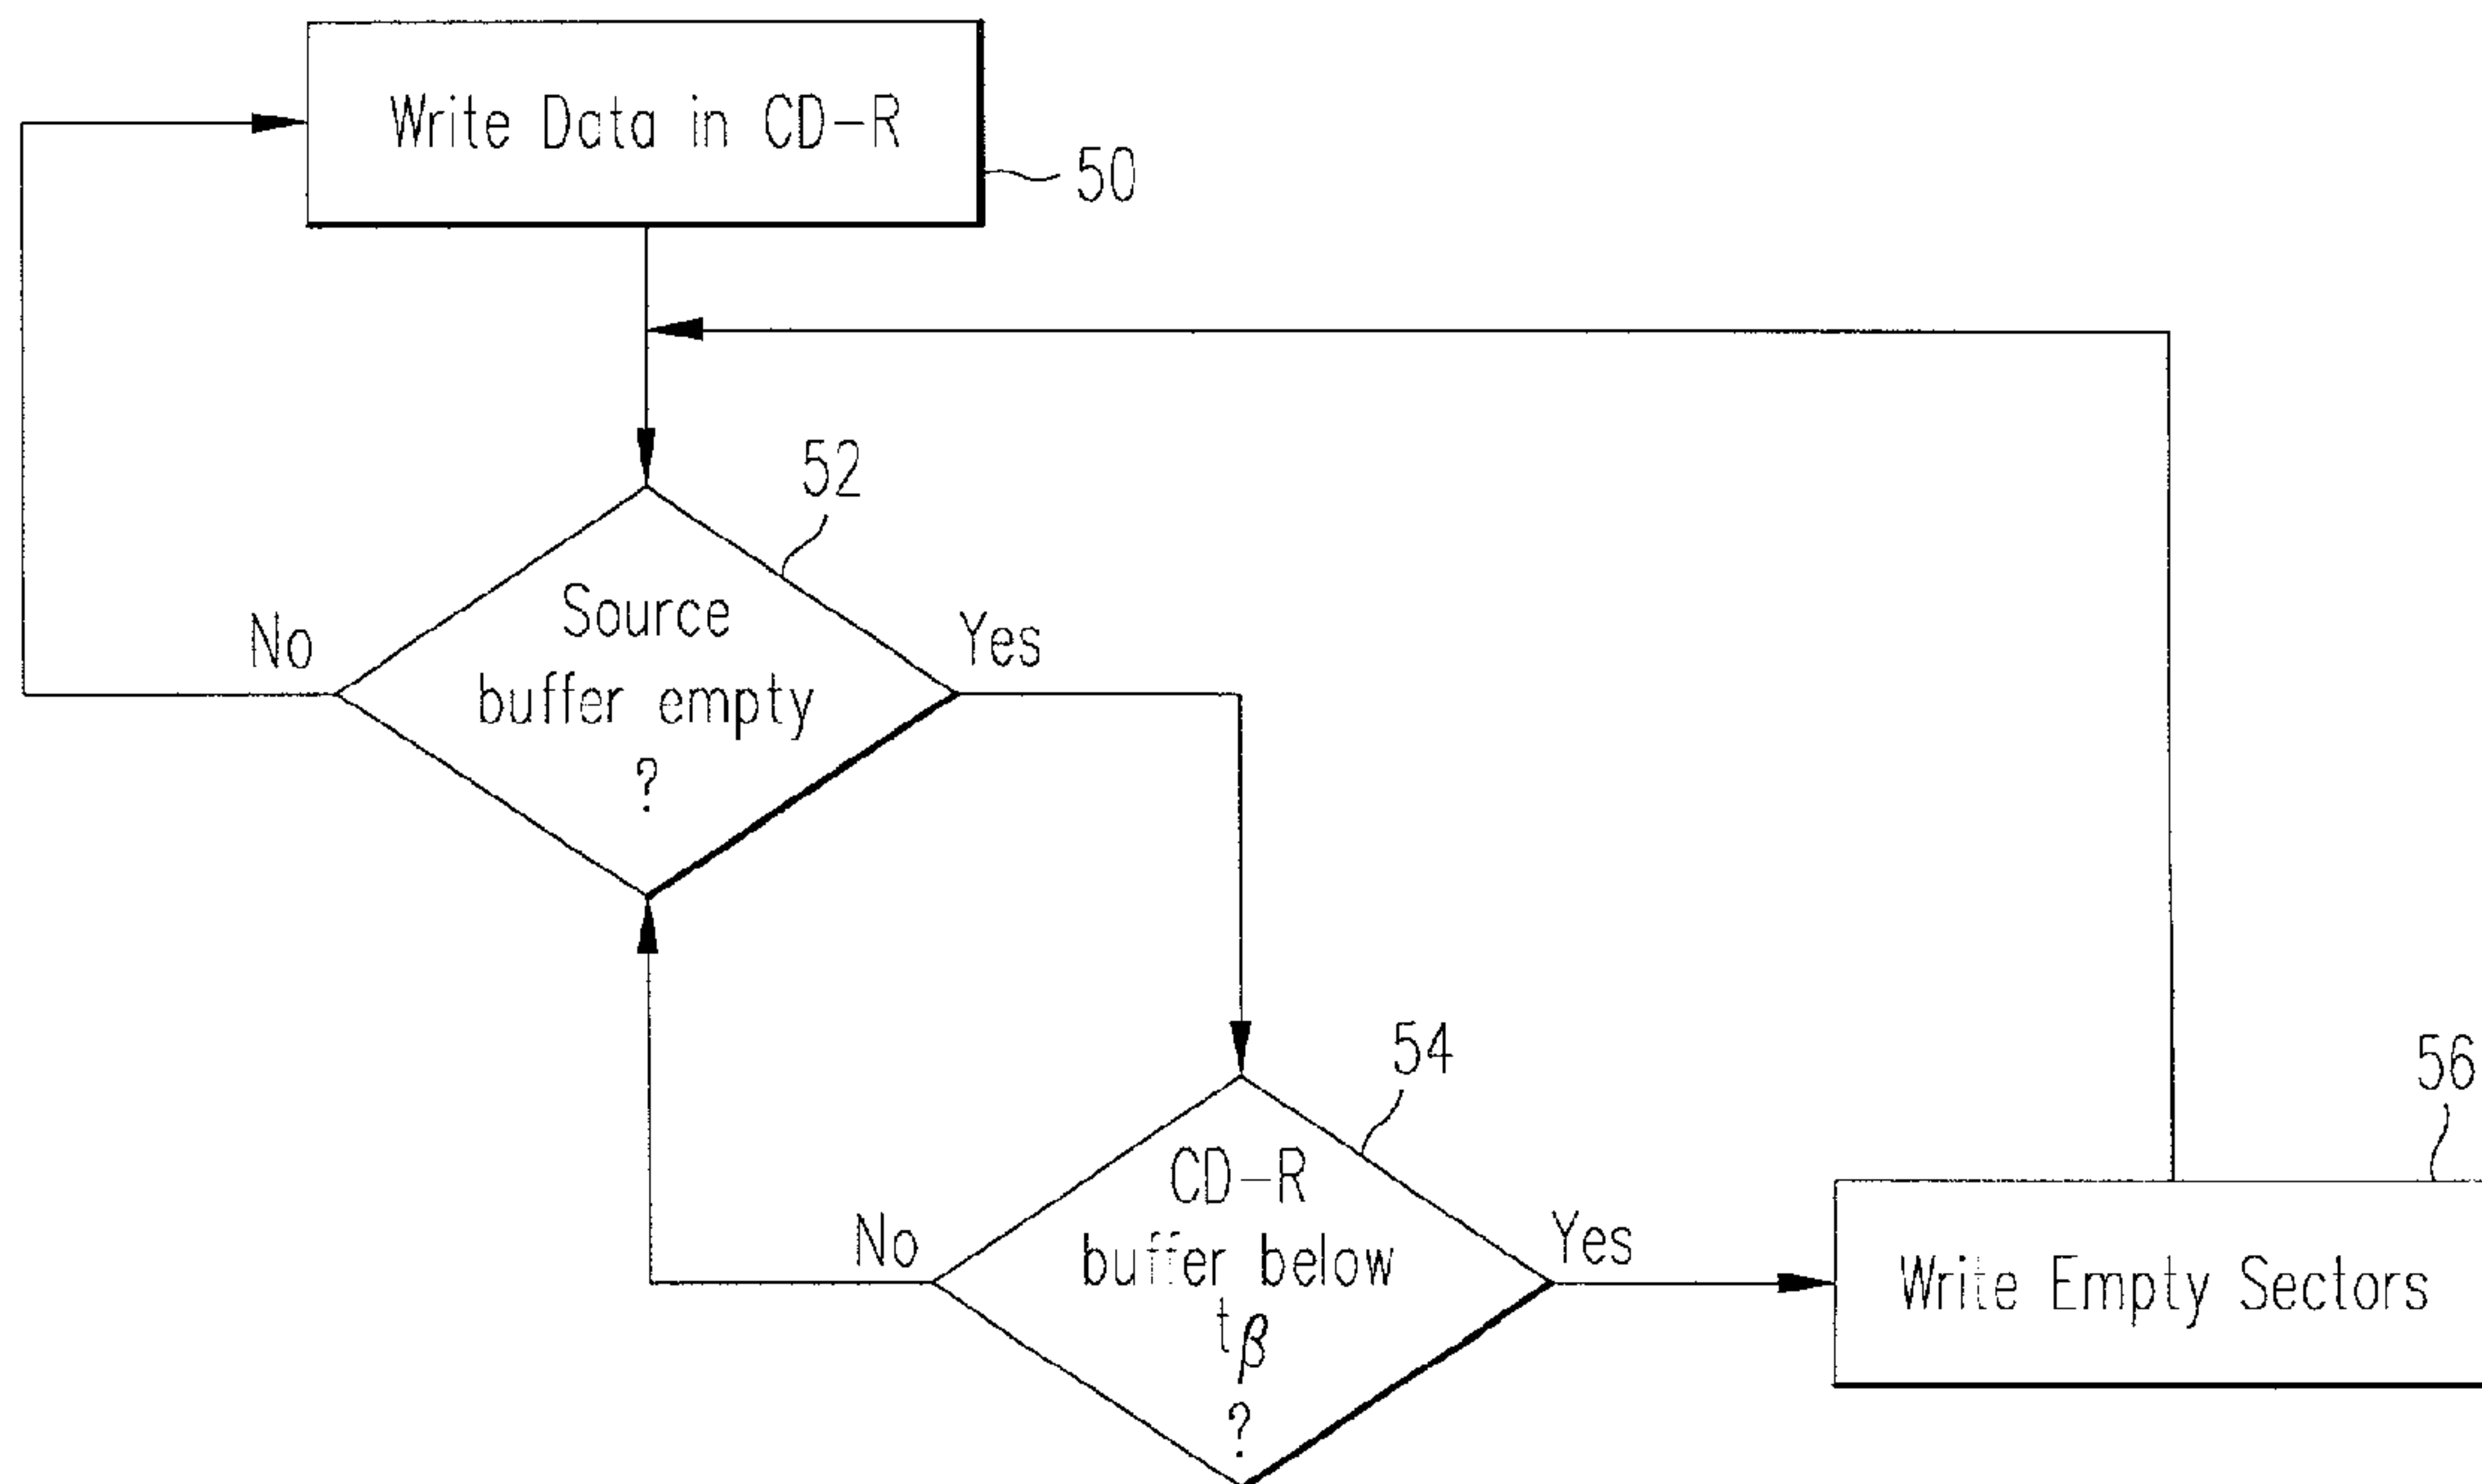 Write Data in CD-R
50
52
Source
buffer empty
?
No
Yes
54
CD-R
buffer below
tβ
?
No
Yes
56
Write Empty Sectors